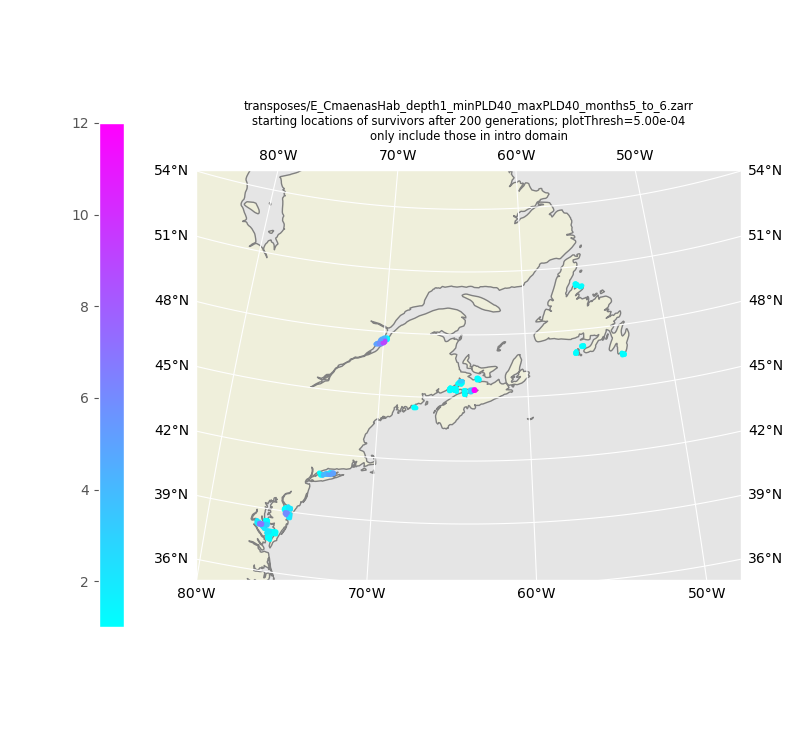 transposes/E_CmaenasHab_depth1_minPLD40_maxPLD40_months5_to_6.zarr
starting locations of survivors after 200 generations; plotThresh=5.00e-04
only include those in intro domain
80°W 70°W 60°W 50°W
54°N 54°N
51°N 51°N
48°N 48°N
45°N 45°N
42°N 42°N
39°N 39°N
36°N 36°N
80°W 70°W 60°W 50°W
12
10
8
6
4
2